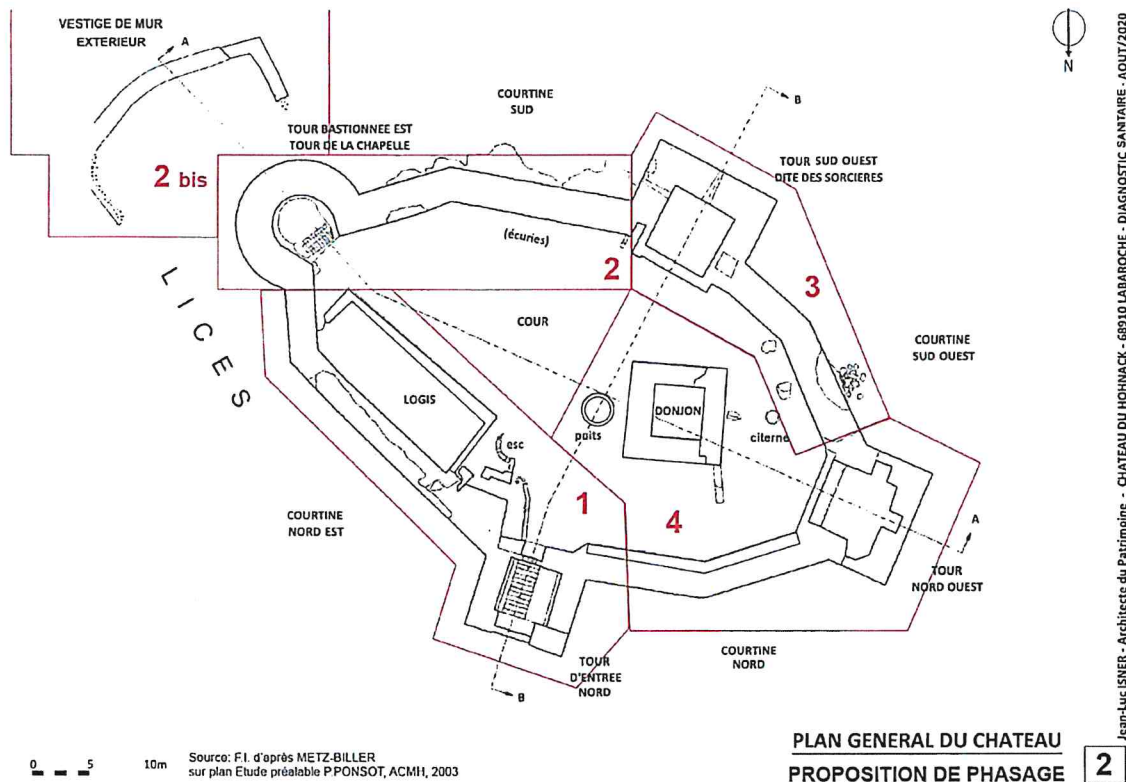 VESTIGE DE MUR
EXTERIEUR
A
N
COURTINE
SUD
B
TOUR BASTIONNEE EST
TOUR DE LA CHAPELLE
TOUR SUD OUEST
DITE DES SORCIERES
2 bis
(écuries)
2
3
LICES
COUR
COURTINE
SUD OUEST
LOGIS
DONJON
puits
citerne
esc
1
4
COURTINE
NORD EST
A
TOUR
NORD OUEST
COURTINE
NORD
TOUR
D'ENTREE
NORD
B
0 5 10m
Source: F.I. d'après METZ-BILLER
sur plan Etude préalable P.PONSOT, ACMH, 2003
PLAN GENERAL DU CHATEAU
PROPOSITION DE PHASAGE
2
Jean-Luc ISNER - Architecte du Patrimoine - CHATEAU DU HOHNACK - 68910 LABAROCHE - DIAGNOSTIC SANITAIRE - AOUT/2020